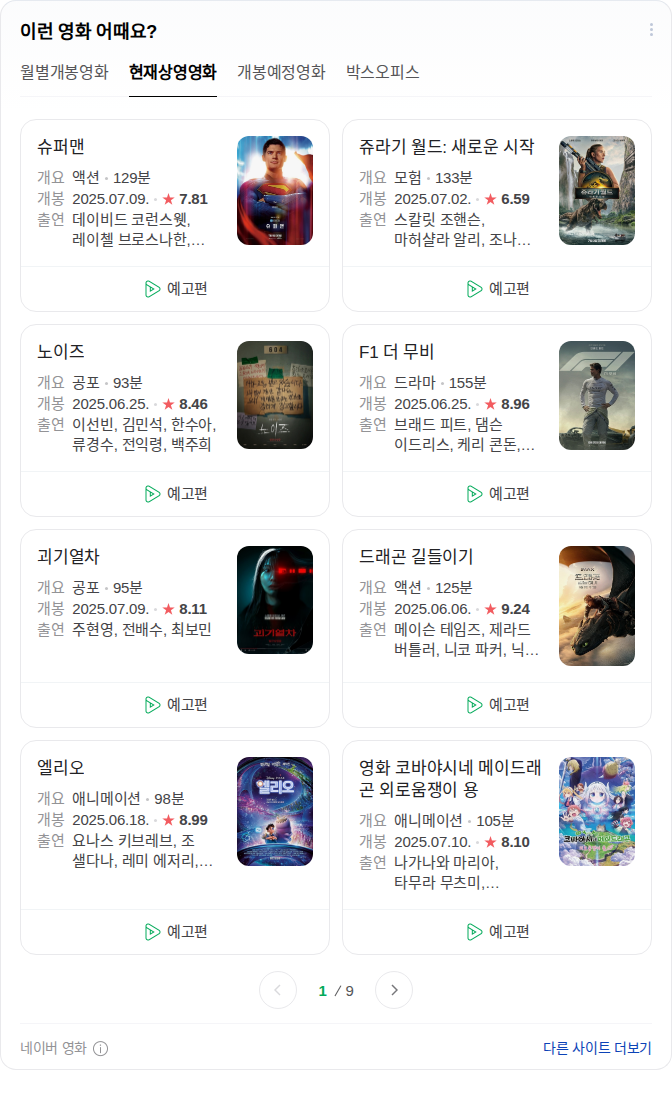 이런 영화 어때요?
월별개봉영화 현재상영영화 개봉예정영화 박스오피스
슈퍼맨
개요 액션 · 129분
개봉 2025.07.09. · ★ 7.81
출연 데이비드 코런스웻,
레이첼 브로스나한,...
예고편
쥬라기 월드: 새로운 시작
개요 모험 · 133분
개봉 2025.07.02. · ★ 6.59
출연 스칼릿 조핸슨,
마허샬라 알리, 조나...
예고편
노이즈
개요 공포 · 93분
개봉 2025.06.25. · ★ 8.46
출연 이선빈, 김민석, 한수아,
류경수, 전익령, 백주희
노이즈
예고편
F1 더 무비
개요 드라마 · 155분
개봉 2025.06.25. · ★ 8.96
출연 브래드 피트, 댐슨
이드리스, 케리 콘돈,...
예고편
괴기열차
개요 공포 · 95분
개봉 2025.07.09. · ★ 8.11
출연 주현영, 전배수, 최보민
괴기열차
예고편
드래곤 길들이기
개요 액션 · 125분
개봉 2025.06.06. · ★ 9.24
출연 메이슨 테임즈, 제라드
버틀러, 니코 파커, 닉...
예고편
엘리오
개요 애니메이션 · 98분
개봉 2025.06.18. · ★ 8.99
출연 요나스 키브레브, 조
샐다나, 레미 에저리,...
엘리오
예고편
영화 코바야시네 메이드래
곤 외로움쟁이 용
개요 애니메이션 · 105분
개봉 2025.07.10. · ★ 8.10
출연 나가나와 마리아,
타무라 무츠미,...
예고편
1 / 9
네이버 영화
다른 사이트 더보기